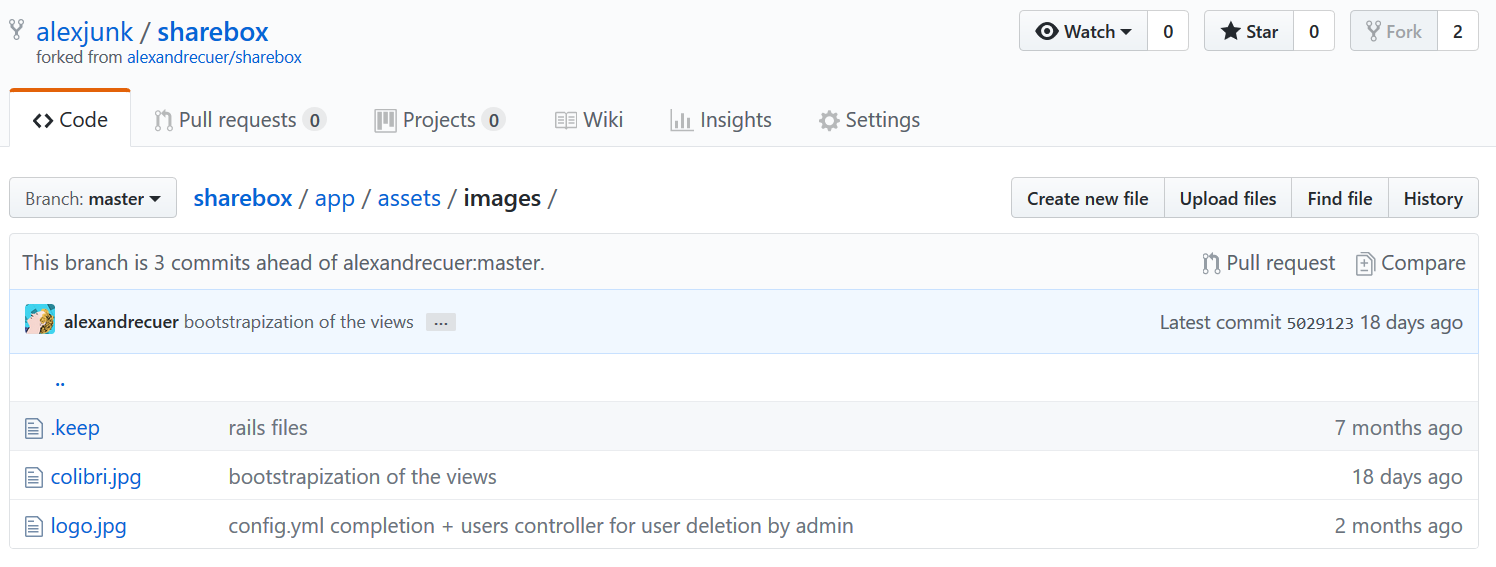 alexjunk / sharebox
forked from alexandrecuer/sharebox
Watch 0 Star 0 Fork 2
Code Pull requests 0 Projects 0 Wiki Insights Settings
Branch: master sharebox / app / assets / images /
Create new file Upload files Find file History
This branch is 3 commits ahead of alexandrecuer:master.
Pull request Compare
alexandrecuer bootstrapization of the views ... Latest commit 5029123 18 days ago
..
.keep rails files 7 months ago
colibri.jpg bootstrapization of the views 18 days ago
logo.jpg config.yml completion + users controller for user deletion by admin 2 months ago